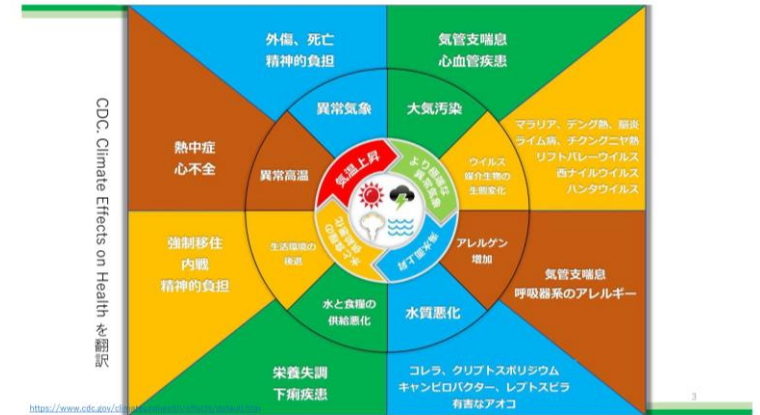 CDC, Climate Effects on Health を翻訳
外傷、死亡
精神的負担
気管支喘息
心血管疾患
異常気象
大気汚染
マラリア、デング熱、脳炎
ライム病、チクングニヤ熱
リフトバレーウイルス
西ナイルウイルス
ハンタウイルス
熱中症
心不全
異常高温
気温上昇
より極端な
異常気象
ウイルス
媒介生物の
生態変化
強制移住
内戦
精神的負担
生活環境の
後退
海水面上昇
アレルゲン
増加
気管支喘息
呼吸器系のアレルギー
水と食糧の
供給悪化
水質悪化
栄養失調
下痢疾患
コレラ、クリプトスポリジウム
キャンピロバクター、レプトスピラ
有害なアオコ
3
https://www.cdc.gov/